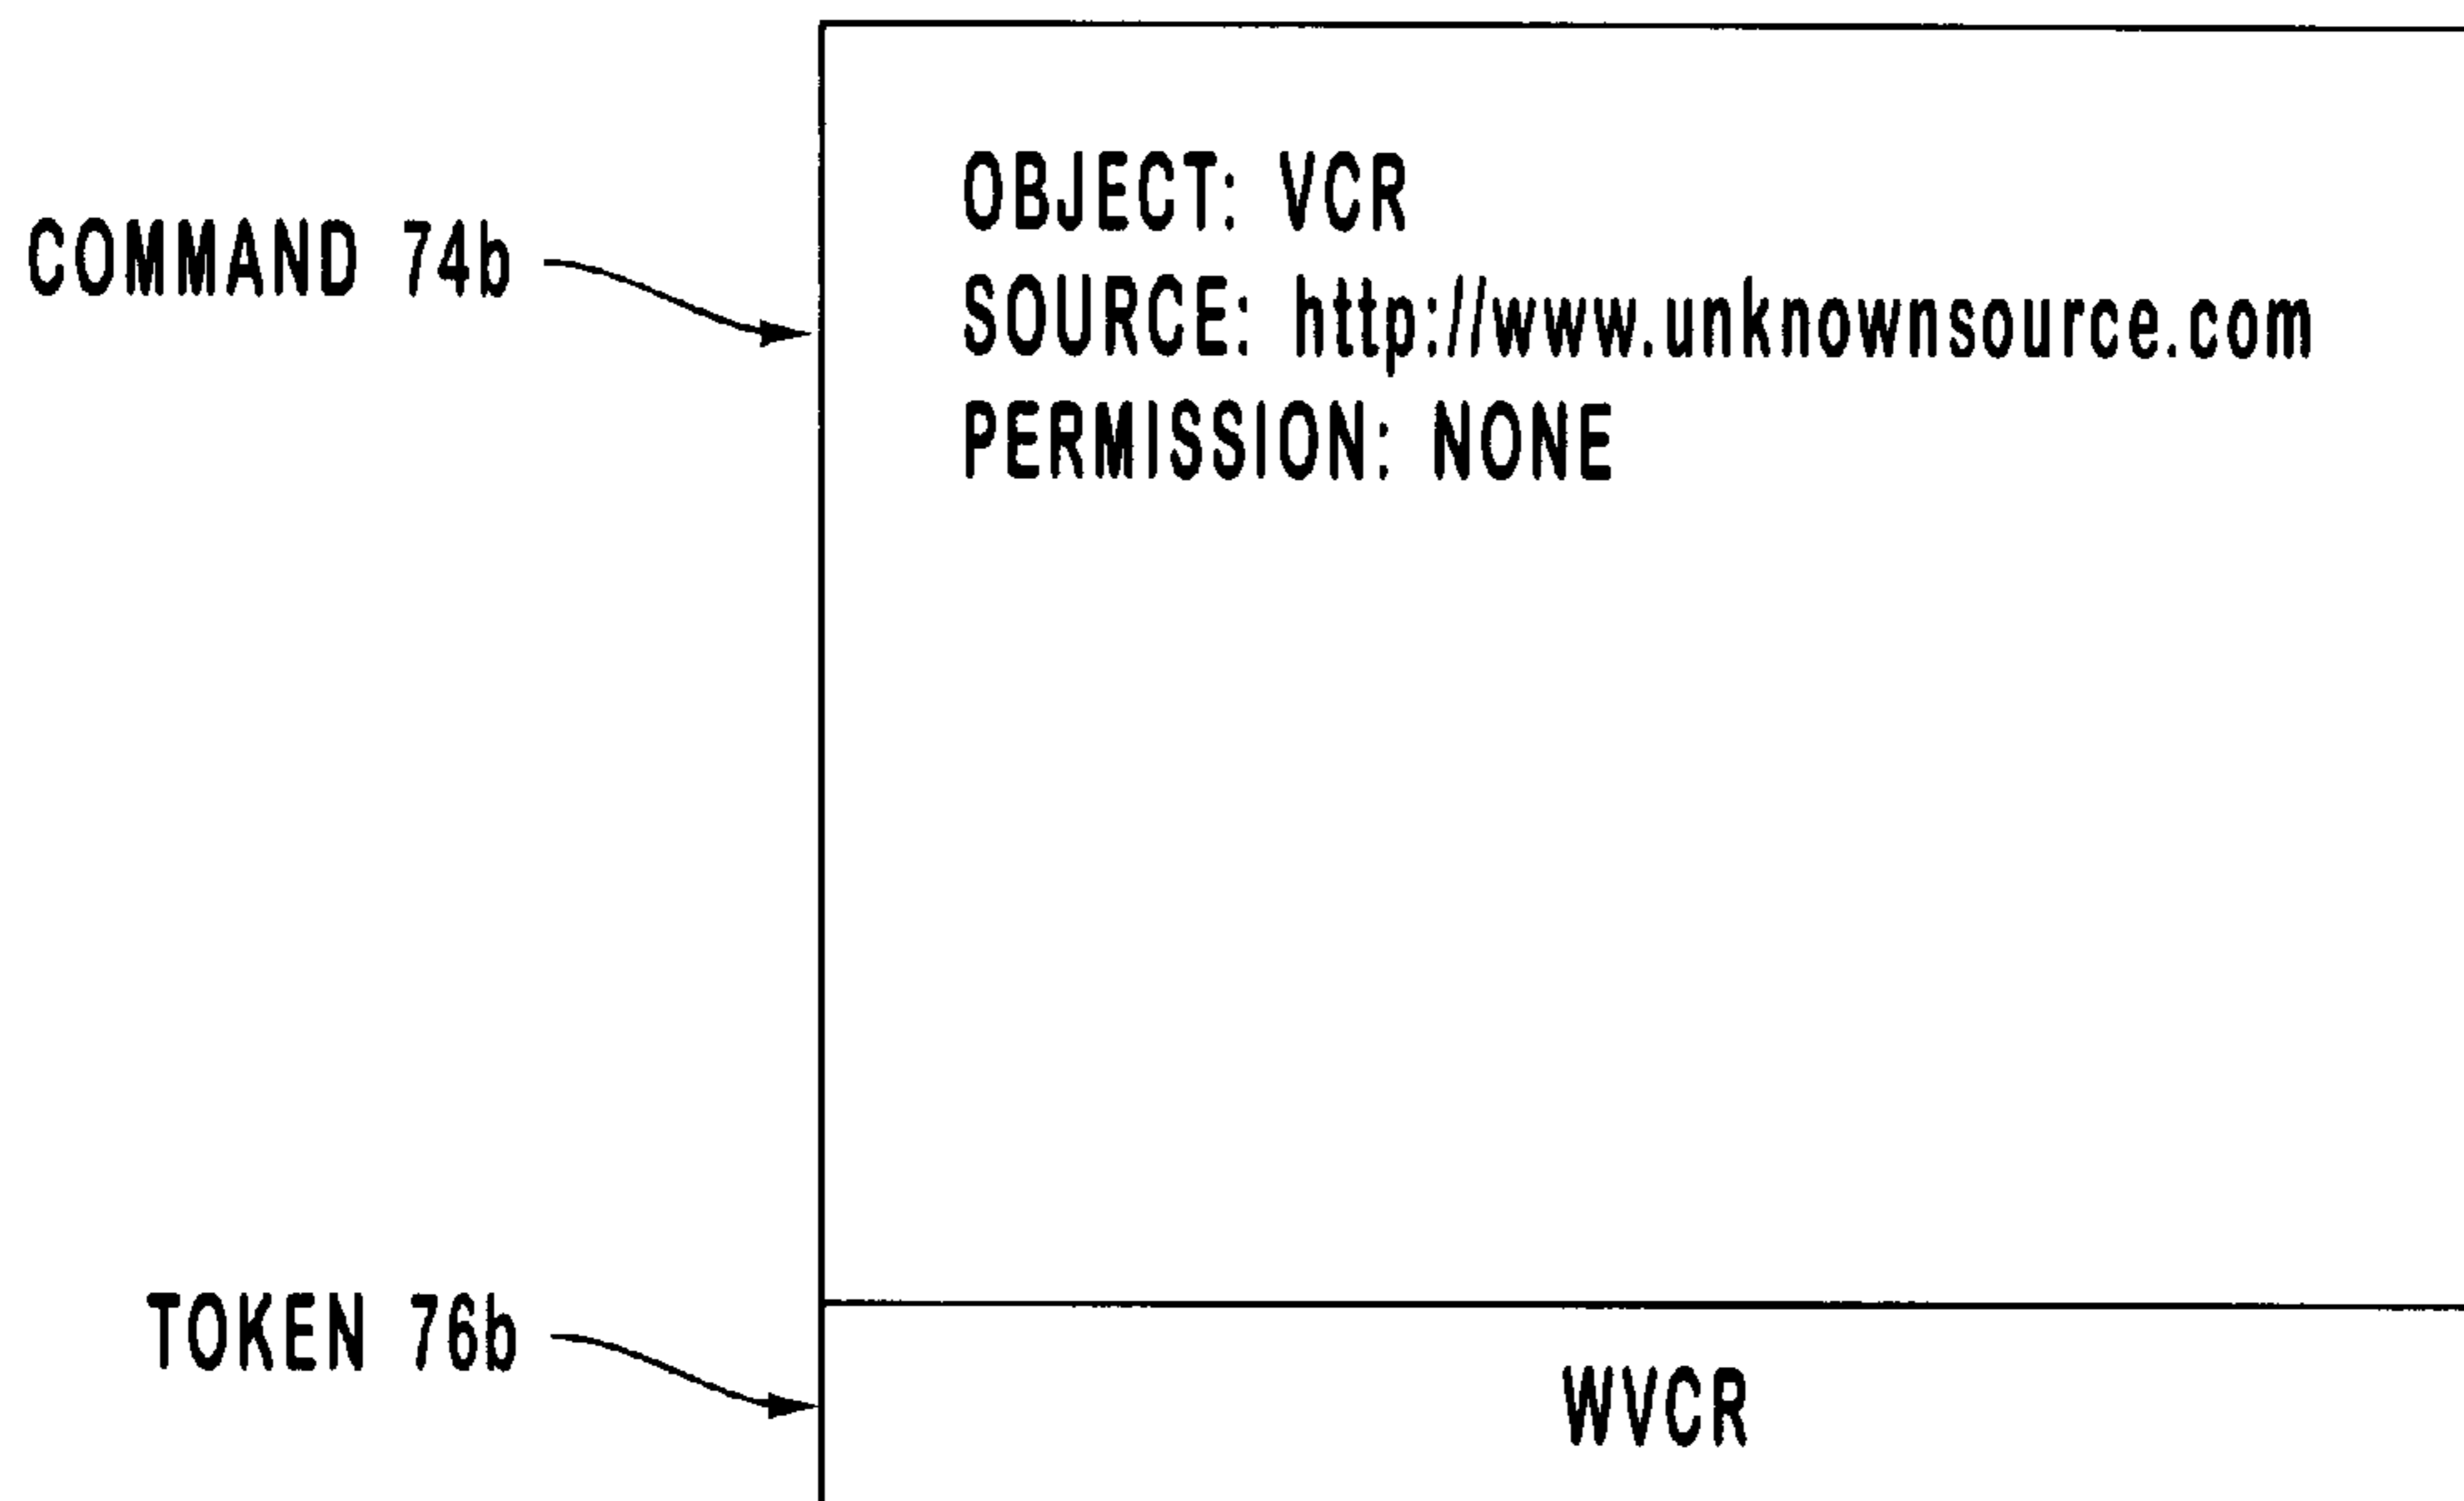 OBJECT: VCR
COMMAND 74b
SOURCE: http://www.unknownsource.com
PERMISSION: NONE
TOKEN 76b
WVCR